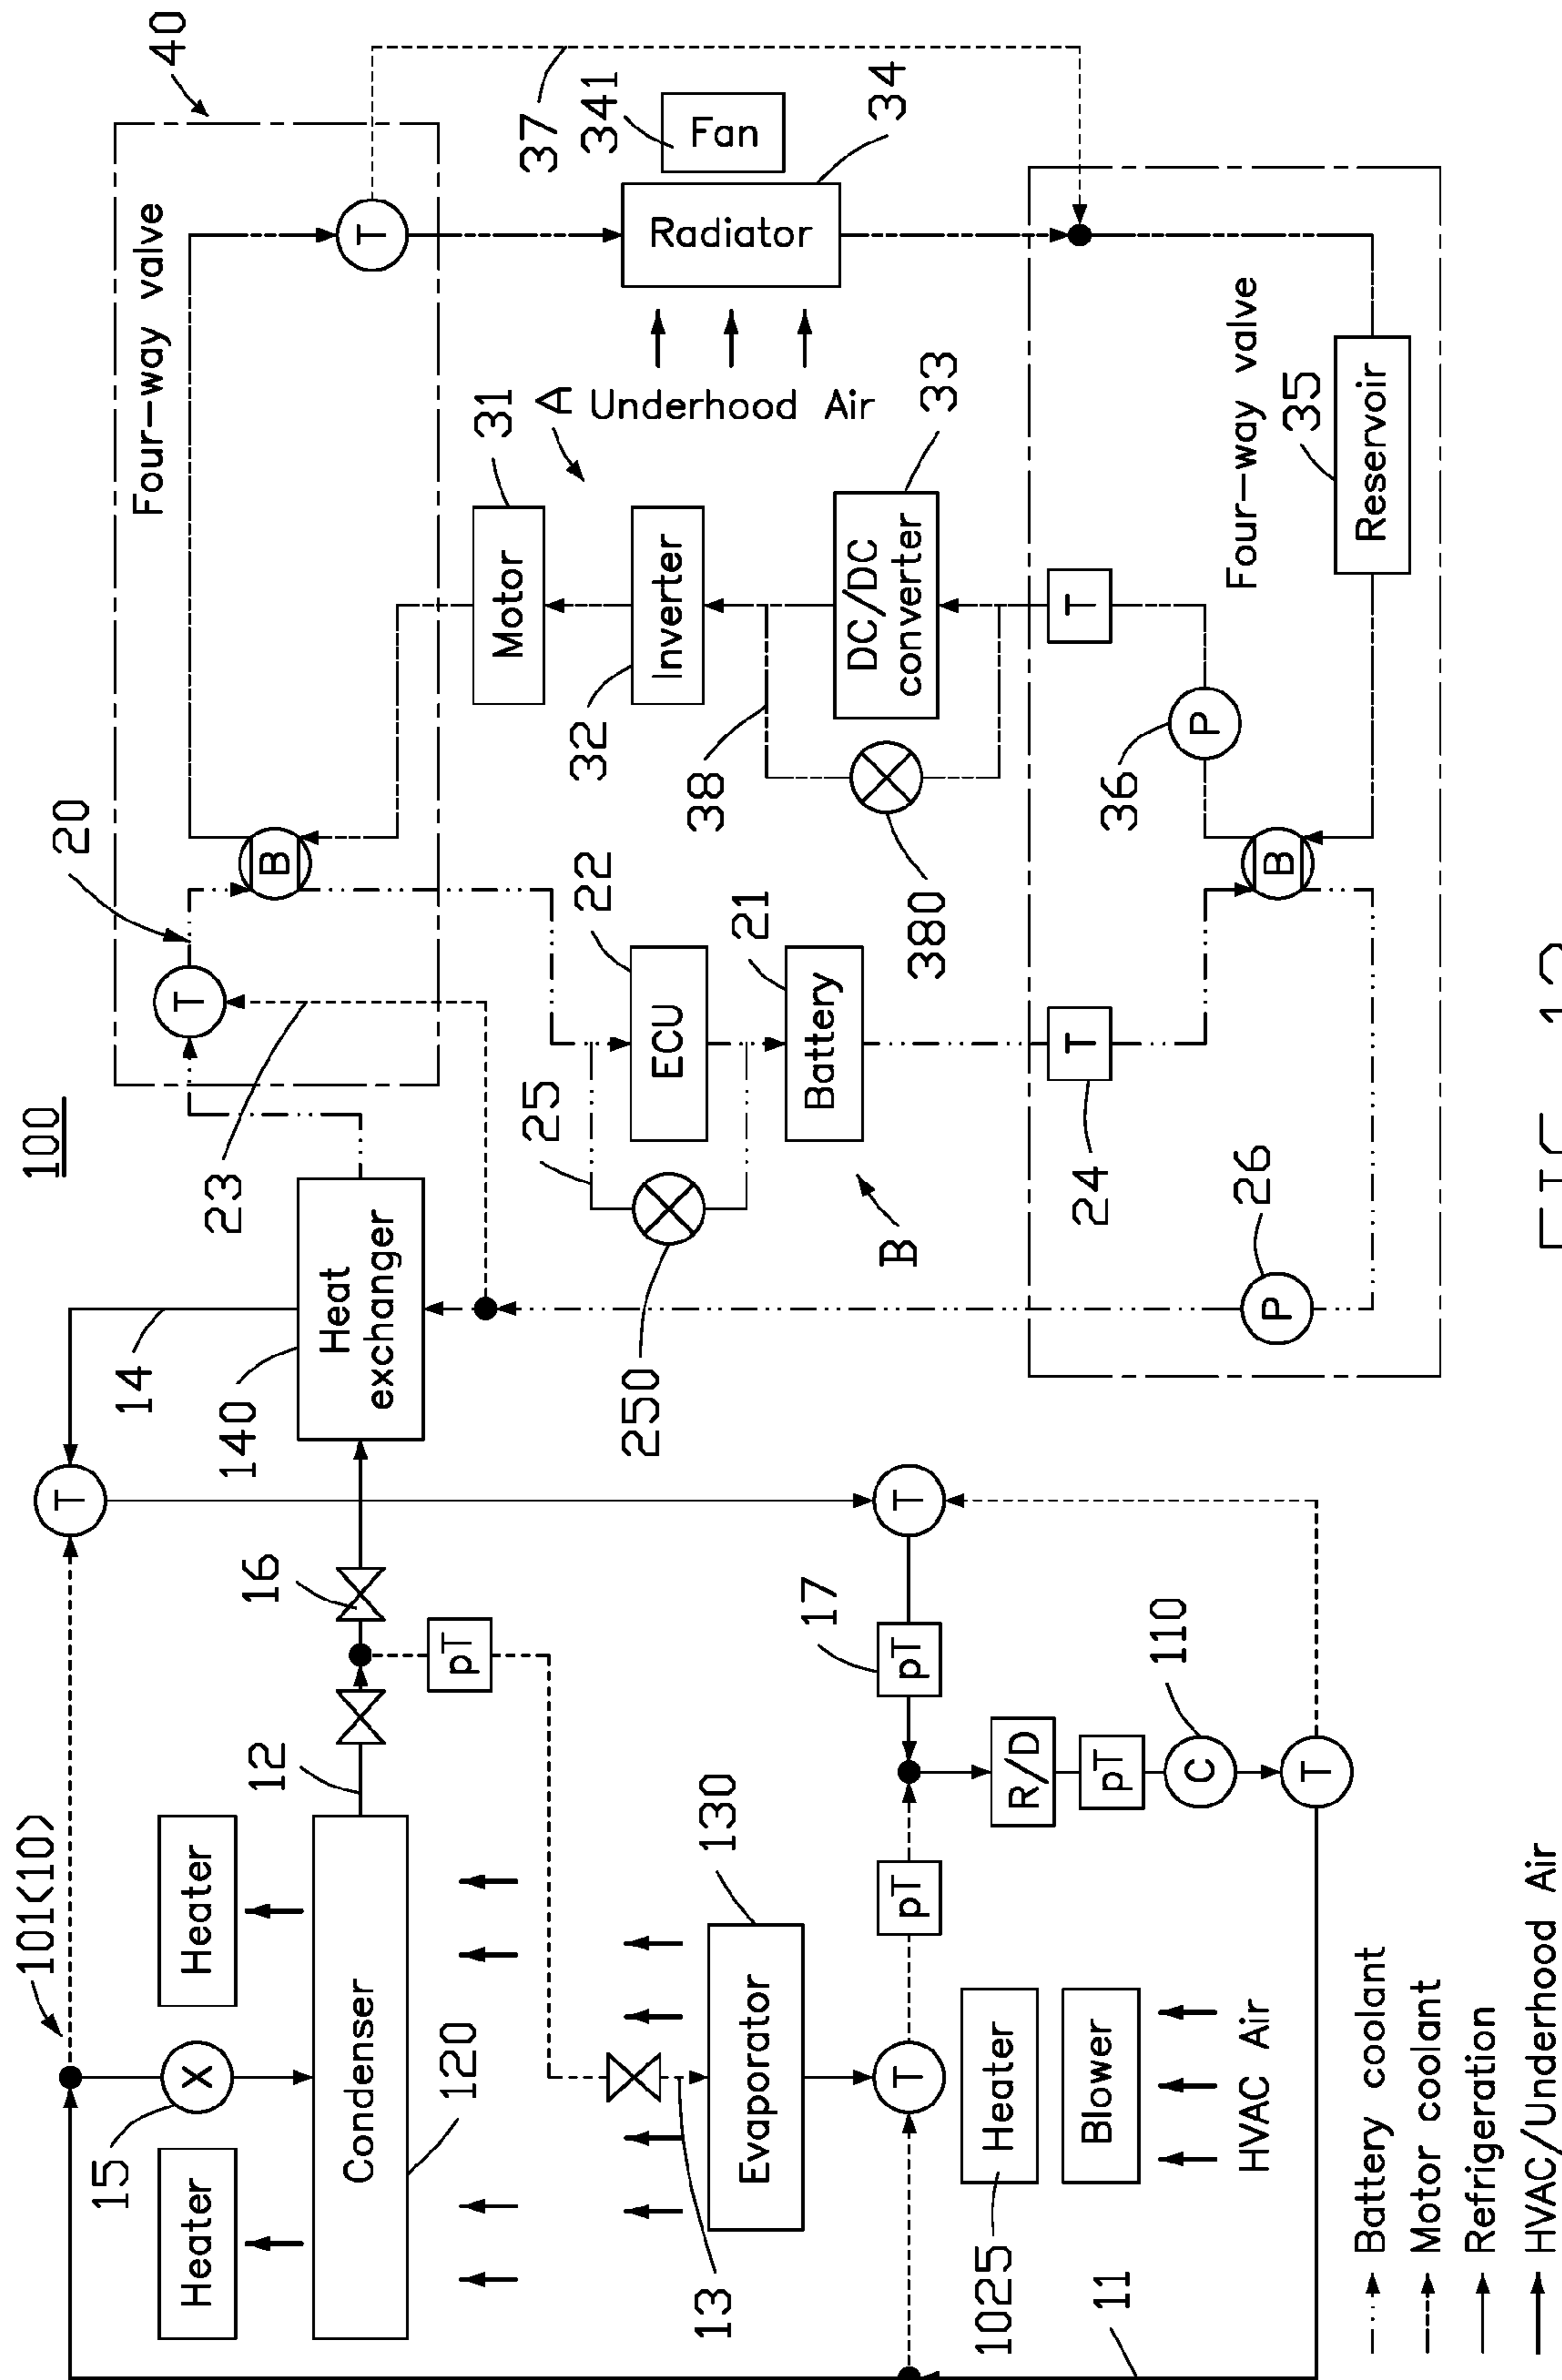 100
101(10)
15
Heater
Heater
Condenser
120
12
16
pT
T
14
140
Heat
exchanger
23
20
T
B
Four-way valve
T
40
37
341
Fan
Radiator
34
Underhood Air
A
31
Motor
Inverter
32
38
DC/DC
converter
33
380
22
ECU
25
250
21
Battery
B
24
T
T
Four-way valve
36
P
B
35
Reservoir
26
P
13
Evaporator
130
T
pT
17
pT
T
R/D
pT
C
110
T
1025
Heater
Blower
HVAC Air
11
X
Battery coolant
Motor coolant
Refrigeration
HVAC/Underhood Air